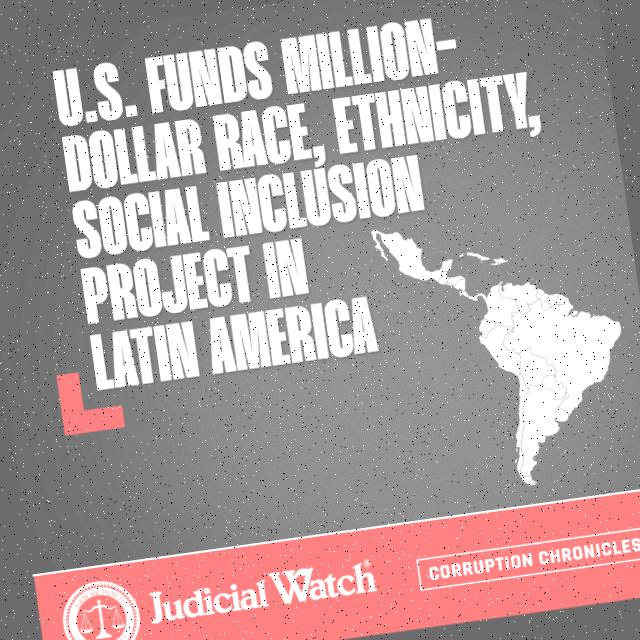 U.S. FUNDS MILLION-
DOLLAR RACE, ETHNICITY,
SOCIAL INCLUSION
PROJECT IN
LATIN AMERICA
Judicial Watch®
CORRUPTION CHRONICLES